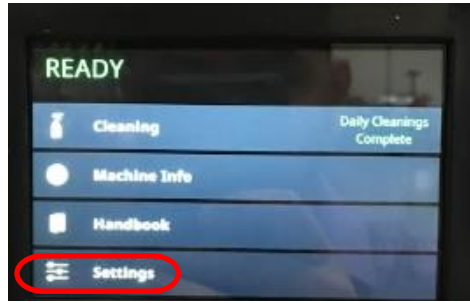 READY
Cleaning
Daily Cleanings
Complete
Machine Info
Handbook
Settings